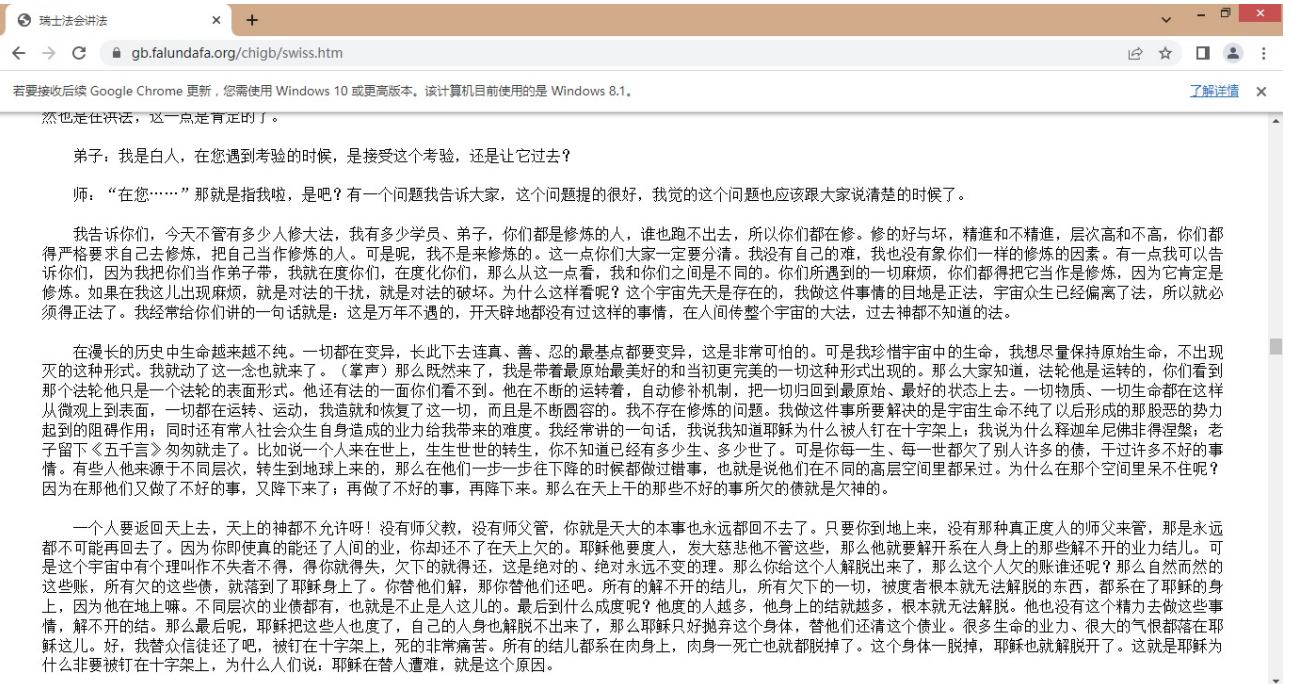 瑞士法会讲法
gb.falundafa.org/chigb/swiss.htm
若要接收后续 Google Chrome 更新，您需使用 Windows 10 或更高版本。该计算机目前使用的是 Windows 8.1。
了解详情
然也是在洪法，这一点是肯定的了。
弟子：我是白人，在您遇到考验的时候，是接受这个考验，还是让它过去？
师：“在您……”那就是指我啦，是吧？有一个问题我告诉大家，这个问题提的很好，我觉的这个问题也应该跟大家说清楚的时候了。
我告诉你们，今天不管有多少人修大法，我有多少学员、弟子，你们都是修炼的人，谁也跑不出去，所以你们都在修。修的好与坏，精進和不精進，层次高和不高，你们都
得严格要求自己去修炼，把自己当作修炼的人。可是呢，我不是来修炼的。这一点你们大家一定要分清。我没有自己的难，我也没有象你们一样的修炼的因素。有一点我可以告
诉你们，因为我把你们当作弟子带，我就在度你们，在度化你们，那么从这一点看，我和你们之间是不同的。你们所遇到的一切麻烦，你们都得把它当作是修炼，因为它肯定是
修炼。如果在我这儿出现麻烦，就是对法的干扰，就是对法的破坏。为什么这样看呢？这个宇宙先天是存在的，我做这件事情的目地是正法，宇宙众生已经偏离了法，所以就必
须得正法了。我经常给你们讲的一句话就是：这是万年不遇的，开天辟地都没有过这样的事情，在人间传整个宇宙的大法，过去神都不知道的法。
在漫长的历史中生命越来越不纯。一切都在变异，长此下去连真、善、忍的最基点都要变异，这是非常可怕的。可是我珍惜宇宙中的生命，我想尽量保持原始生命，不出现
灭的这种形式。我就动了这一念也就来了。（掌声）那么既然来了，我是带着最原始最美好的和当初更完美的一切这种形式出现的。那么大家知道，法轮他是运转的，你们看到
那个法轮他只是一个法轮的表面形式。他还有法的一面你们看不到。他在不断的运转着，自动修补机制，把一切归回到最原始、最好的状态上去。一切物质、一切生命都在这样
从微观上到表面，一切都在运转、运动，我造就和恢复了这一切，而且是不断圆容的。我不存在修炼的问题。我做这件事所要解决的是宇宙生命不纯了以后形成的那股恶的势力
起到的阻碍作用；同时还有常人社会众生自身造成的业力给我带来的难度。我经常讲的一句话，我说我知道耶稣为什么被人钉在十字架上；我说为什么释迦牟尼佛非得涅槃；老
子留下《五千言》匆匆就走了。比如说一个人来在世上，生生世世的转生，你不知道已经有多少生、多少世了。可是你每一生、每一世都欠了别人许多的债，干过许多不好的事
情。有些人他来源于不同层次，转生到地球上来的，那么在他们一步一步往下降的时候都做过错事，也就是说他们在不同的高层空间里都呆过。为什么在那个空间里呆不住呢？
因为在那他们又做了不好的事，又降下来了；再做了不好的事，再降下来。那么在天上干的那些不好的事所欠的债就是欠神的。
一个人要返回天上去，天上的神都不允许呀！没有师父教，没有师父管，你就是天大的本事也永远都回不去了。只要你到地上来，没有那种真正度人的师父来管，那是永远
都不可能再回去了。因为你即使真的能还了人间的业，你却还不了在天上欠的。耶稣他要度人，发大慈悲他不管这些，那么他就要解开系在人身上的那些解不开的业力结儿。可
是这个宇宙中有个理叫作不失者不得，得你就得失，欠下的就得还，这是绝对的、绝对永远不变的理。那么你给这个人解脱出来了，那么这个人欠的账谁还呢？那么自然而然的
这些账，所有欠的这些债，就落到了耶稣身上了。你替他们解，那你替他们还吧。所有的解不开的结儿，所有欠下的一切，被度者根本就无法解脱的东西，都系在了耶稣的身
上，因为他在地上嘛。不同层次的业债都有，也就是不止是人这儿的。最后到什么成度呢？他度的人越多，他身上的结就越多，根本就无法解脱。他也没有这个精力去做这些事
情，解不开的结。那么最后呢，耶稣把这些人也度了，自己的人身也解脱不出来了，那么耶稣只好抛弃这个身体，替他们还清这个债业。很多生命的业力、很大的气恨都落在耶
稣这儿。好，我替众信徒还了吧，被钉在十字架上，死的非常痛苦。所有的结儿都系在肉身上，肉身一死亡也就都脱掉了。这个身体一脱掉，耶稣也就解脱开了。这就是耶稣为
什么非要被钉在十字架上，为什么人们说：耶稣在替人遭难，就是这个原因。